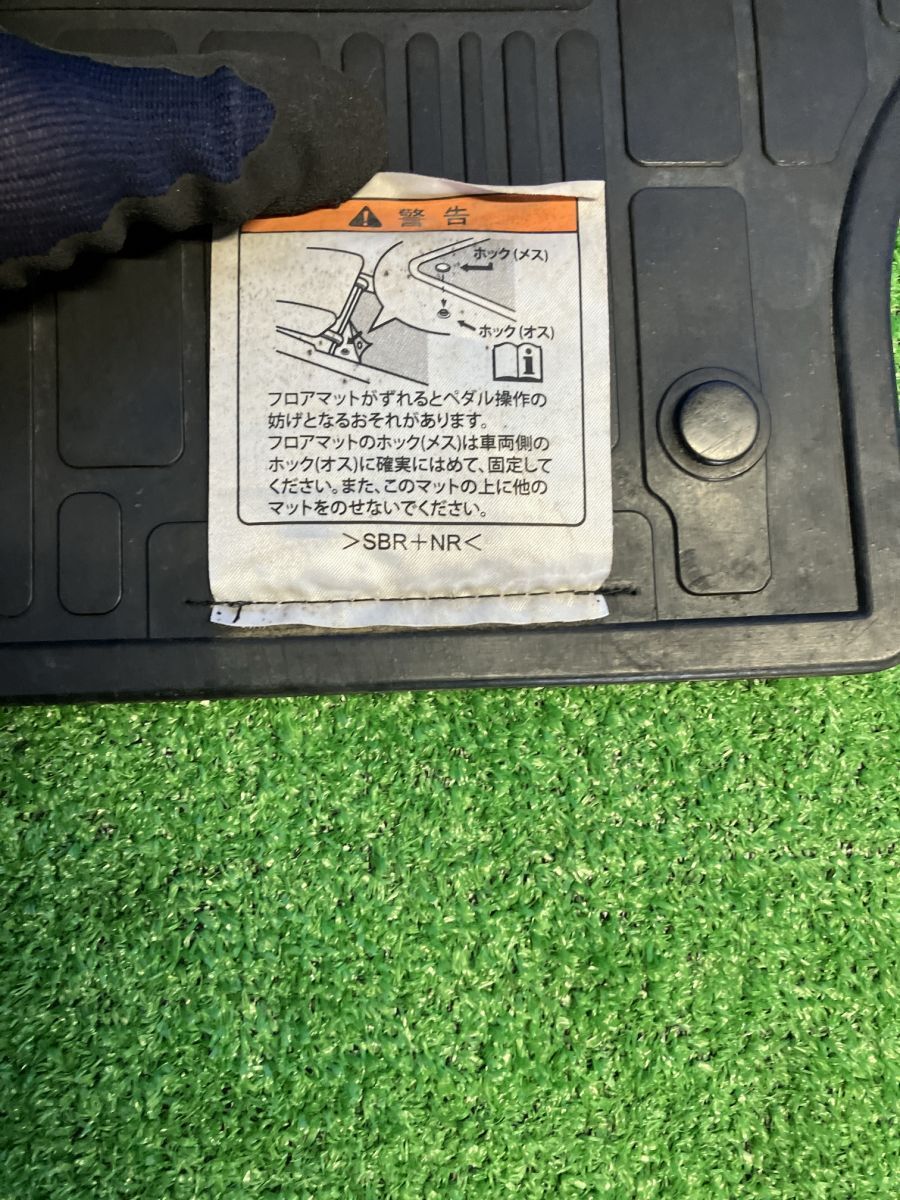 警告
ホック(メス)
ホック(オス)
フロアマットがずれるとペダル操作の
妨げとなるおそれがあります。
フロアマットのホック(メス)は車両側の
ホック(オス)に確実にはめて、固定して
ください。また、このマットの上に他の
マットをのせないでください。
>SBR+NR<